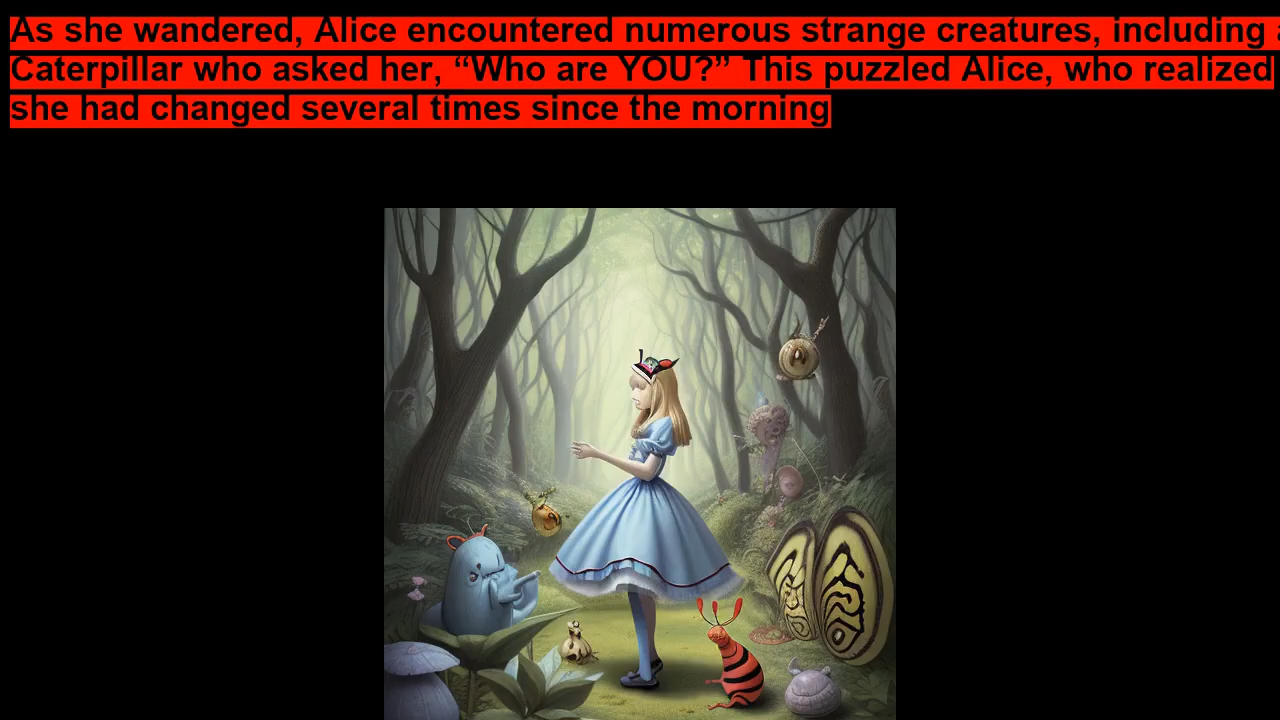 As she wandered, Alice encountered numerous strange creatures, including a
Caterpillar who asked her, “Who are YOU?” This puzzled Alice, who realized
she had changed several times since the morning